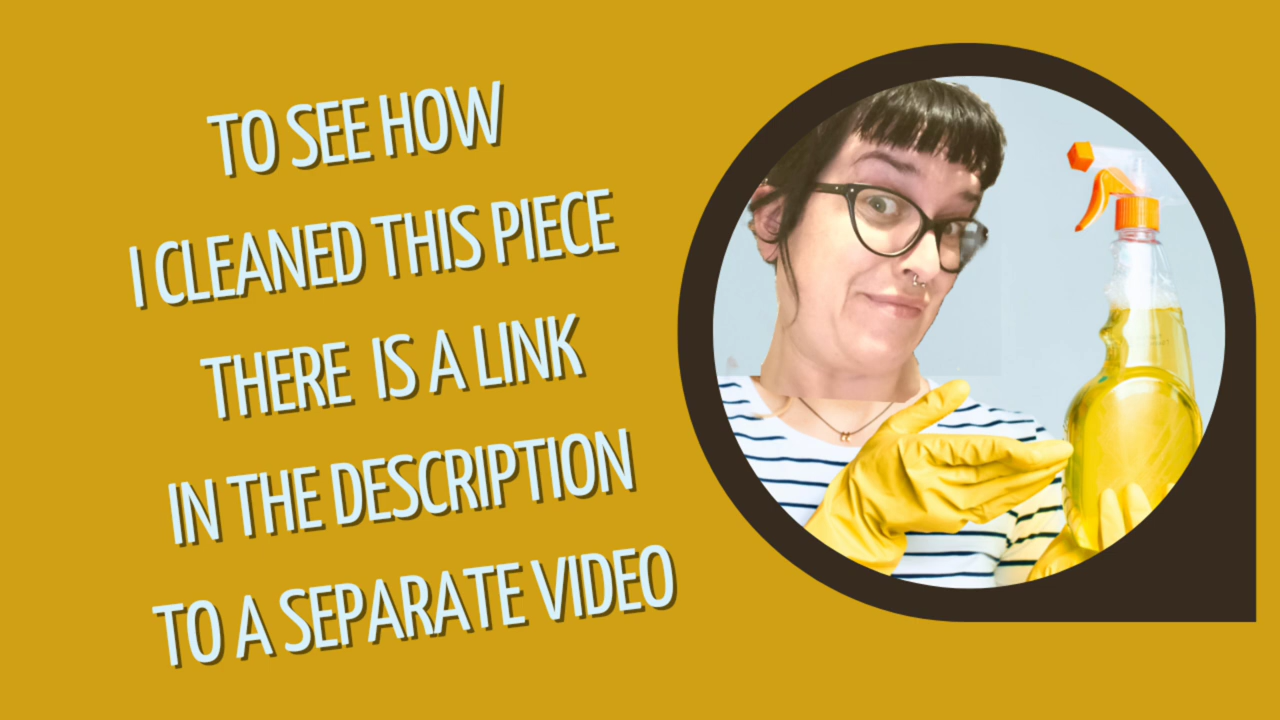 TO SEE HOW
I CLEANED THIS PIECE
THERE IS A LINK
IN THE DESCRIPTION
TO A SEPARATE VIDEO